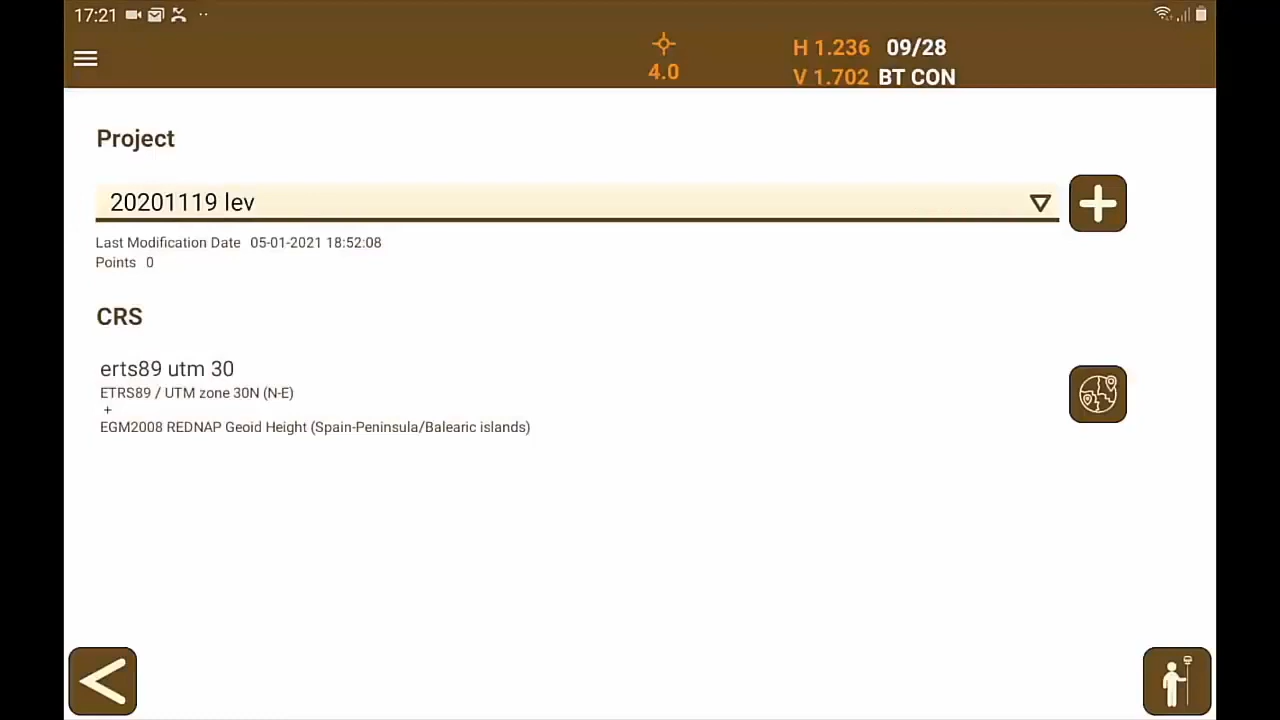 17:21
4.0
H 1.236 09/28
V 1.702 BT CON
Project
20201119 lev
Last Modification Date 05-01-2021 18:52:08
Points 0
CRS
erts89 utm 30
ETRS89 / UTM zone 30N (N-E)
+
EGM2008 REDNAP Geoid Height (Spain-Peninsula/Balearic islands)